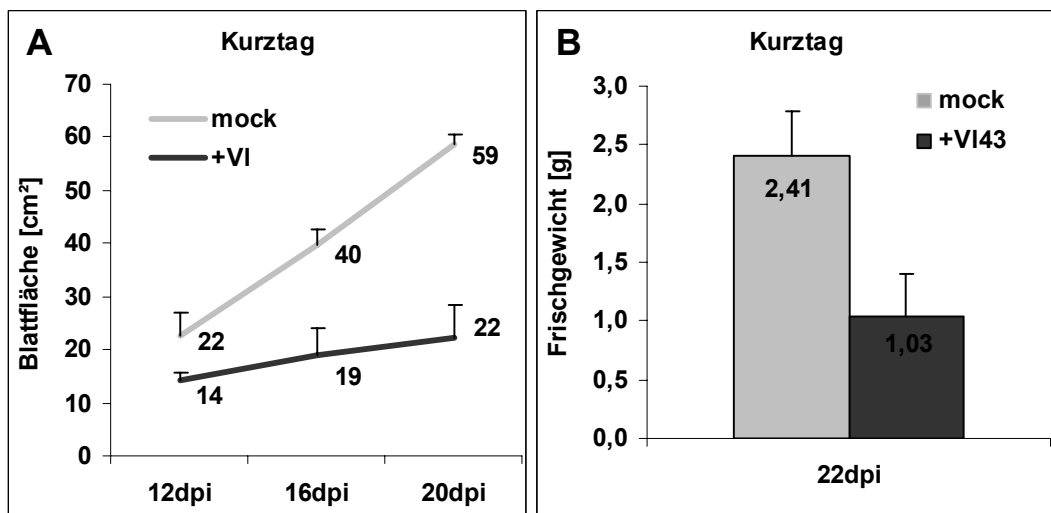 A
Kurztag
Blattfläche [cm²]
70
60
50
40
30
20
10
0
mock
+VI
22
40
59
14
19
22
12dpi
16dpi
20dpi
B
Kurztag
Frischgewicht [g]
3,0
2,5
2,0
1,5
1,0
0,5
0,0
mock
+VI43
2,41
1,03
22dpi